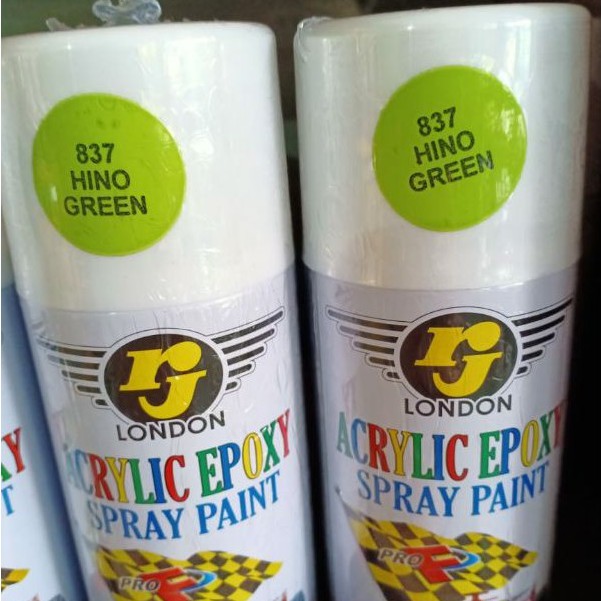 837
HINO
GREEN
rj
LONDON
ACRYLIC EPOXY
SPRAY PAINT
PRO
837
HINO
GREEN
rj
LONDON
ACRYLIC EPOXY
SPRAY PAINT
PRO